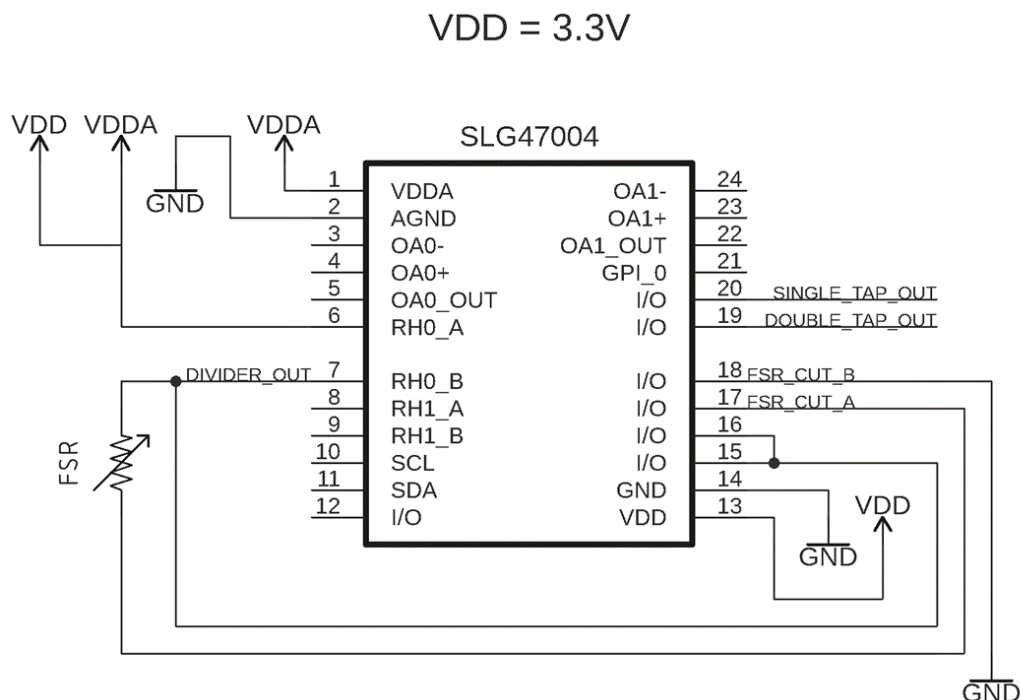 VDD = 3.3V
VDD VDDA VDDA
SLG47004
GND
1 VDDA OA1- 24
2 AGND OA1+ 23
3 OA0- OA1_OUT 22
4 OA0+ GPI_0 21
5 OA0_OUT I/O 20 SINGLE_TAP_OUT
6 RH0_A I/O 19 DOUBLE_TAP_OUT
DIVIDER_OUT 7 RH0_B I/O 18 FSR_CUT_B
8 RH1_A I/O 17 FSR_CUT_A
9 RH1_B I/O 16
FSR
10 SCL I/O 15
11 SDA GND 14
12 I/O VDD 13
VDD
GND
GND